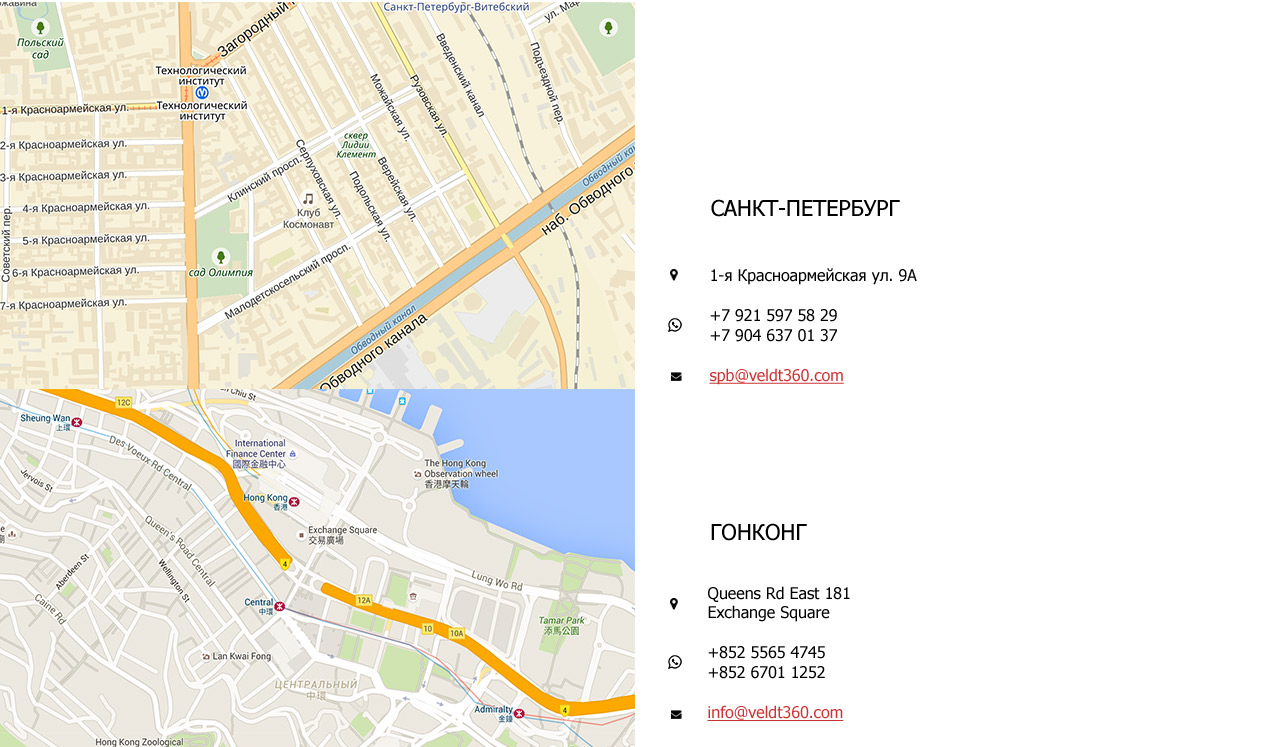 Санкт-Петербург-Витебский
Польский
сад
Загородный
Введенский канал
Подъездной пер.
Технологический
институт
Технологический
институт
Можайская ул.
Рузовская ул.
1-я Красноармейская ул.
2-я Красноармейская ул.
3-я Красноармейская ул.
4-я Красноармейская ул.
5-я Красноармейская ул.
6-я Красноармейская ул.
7-я Красноармейская ул.
Советский пер.
сквер
Лидии
Клемент
Серпуховская ул.
Клинский просп.
Верейская ул.
Подольская ул.
Клуб
Космонавт
сад Олимпия
Малодетскосельский просп.
Обводный канал
наб. Обводного
Обводный канал
Обводного канала
САНКТ-ПЕТЕРБУРГ
1-я Красноармейская ул. 9А
+7 921 597 58 29
+7 904 637 01 37
spb@veldt360.com
12C
Chiu St
Sheung Wan
上環
Des Voeux Rd Central
International
Finance Center
國際金融中心
The Hong Kong
Observation wheel
香港摩天輪
Jervois St
Hong Kong
香港
Exchange Square
交易廣場
Queen's Road Central
Aberdeen St
Wellington St
4
Lung Wo Rd
Caine Rd
Central
中環
12A
10
10A
Tamar Park
添馬公園
Lan Kwai Fong
ЦЕНТРАЛЬНЫЙ
中環
Admiralty
金鐘
4
Hong Kong Zoological
ГОНКОНГ
Queens Rd East 181
Exchange Square
+852 5565 4745
+852 6701 1252
info@veldt360.com